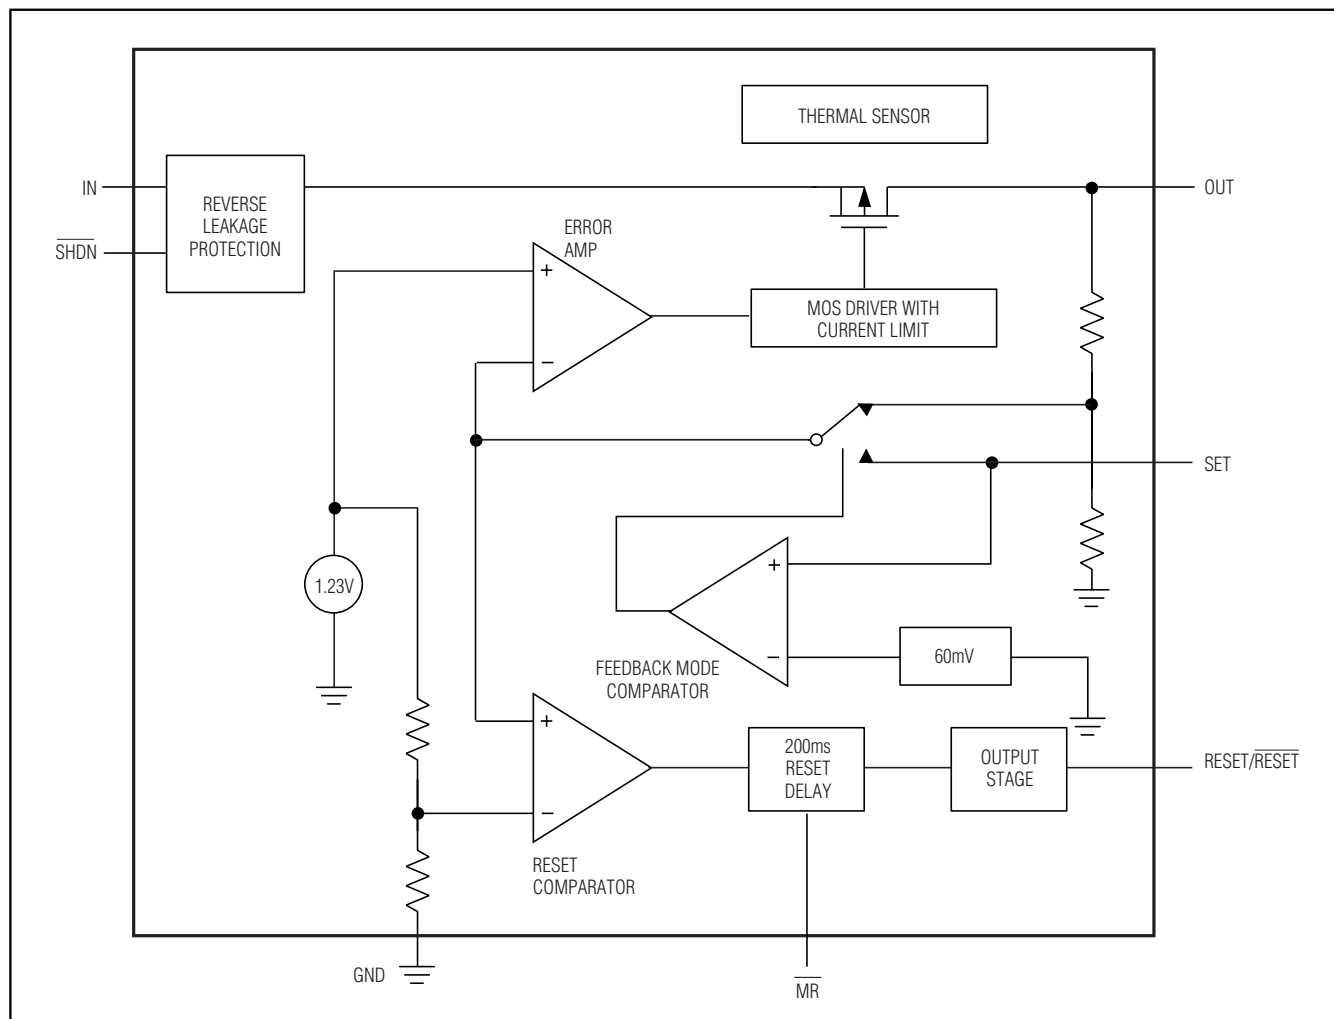 THERMAL SENSOR
IN
REVERSE
LEAKAGE
PROTECTION
OUT
SHDN
ERROR
AMP
+
−
MOS DRIVER WITH
CURRENT LIMIT
SET
1.23V
+
−
60mV
FEEDBACK MODE
COMPARATOR
+
−
200ms
RESET
DELAY
OUTPUT
STAGE
RESET/RESET
RESET
COMPARATOR
GND
MR